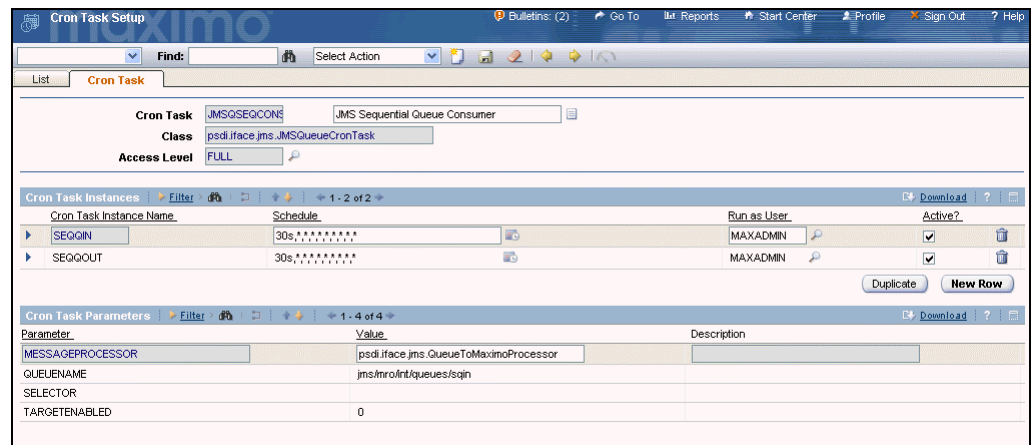 Cron Task Setup
maximo
Bulletins: (2) Go To Reports Start Center Profile Sign Out ? Help
Find: Select Action
List Cron Task
Cron Task JMSQSEQCONS JMS Sequential Queue Consumer
Class psdi.iface.jms.JMSQueueCronTask
Access Level FULL
Cron Task Instances Filter 1 - 2 of 2 Download ?
Cron Task Instance Name Schedule Run as User Active?
SEQQIN 30s,*,*,*,*,*,*,*,*,* MAXADMIN
SEQQOUT 30s,*,*,*,*,*,*,*,*,* MAXADMIN
Duplicate New Row
Cron Task Parameters Filter 1 - 4 of 4 Download ?
Parameter Value Description
MESSAGEPROCESSOR psdi.iface.jms.QueueToMaximoProcessor
QUEUENAME jms/mro/int/queues/sqin
SELECTOR
TARGETENABLED 0